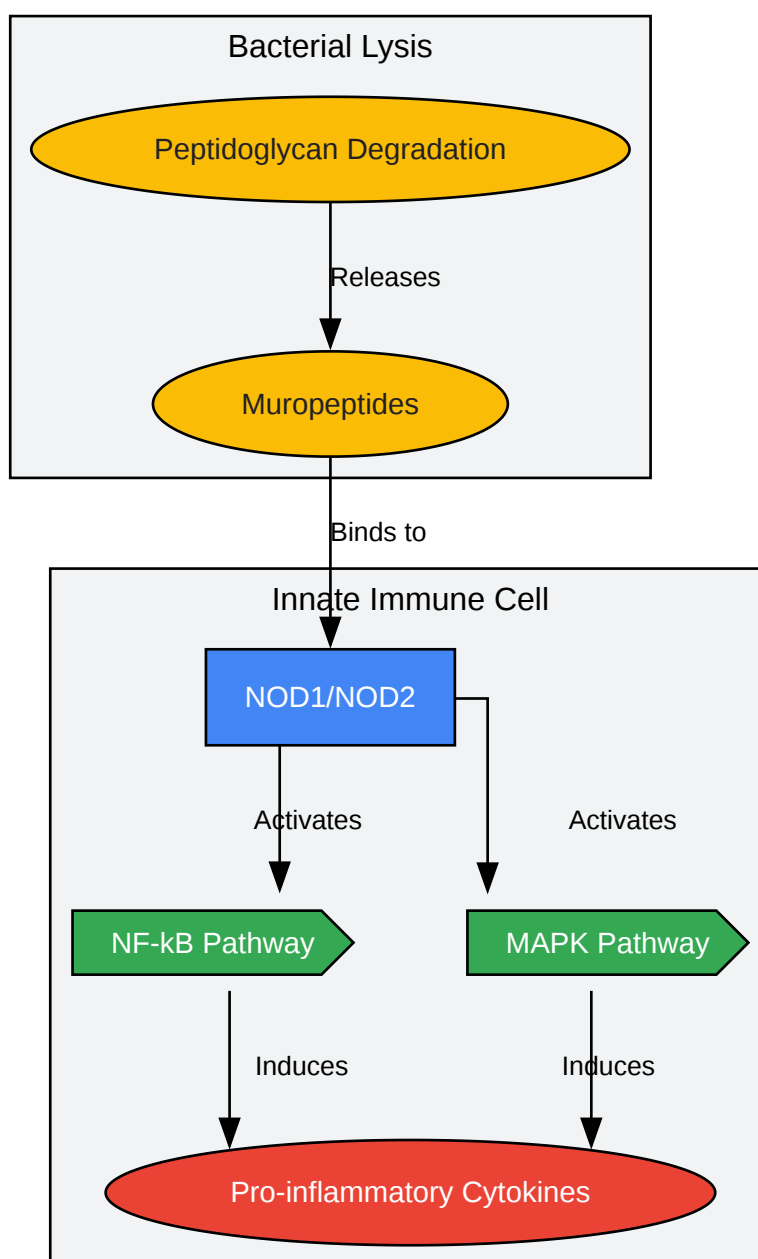 Bacterial Lysis
Peptidoglycan Degradation
Releases
Muropeptides
Binds to
Innate Immune Cell
NOD1/NOD2
Activates
Activates
NF-kB Pathway
MAPK Pathway
Induces
Induces
Pro-inflammatory Cytokines